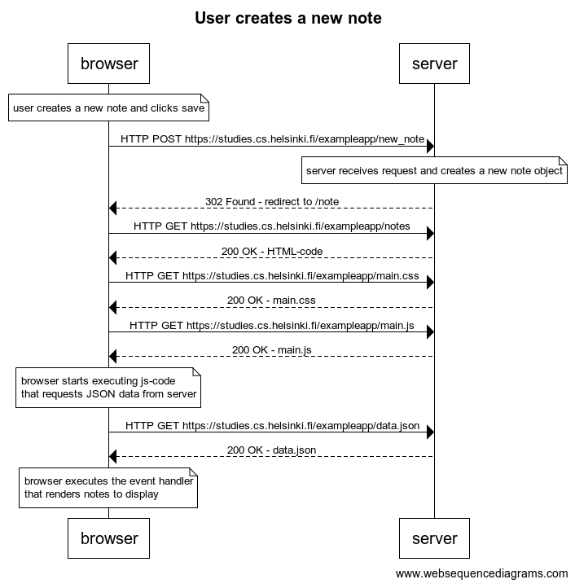 User creates a new note
browser
server
user creates a new note and clicks save
HTTP POST https://studies.cs.helsinki.fi/exampleapp/new_note
server receives request and creates a new note object
302 Found - redirect to /note
HTTP GET https://studies.cs.helsinki.fi/exampleapp/notes
200 OK - HTML-code
HTTP GET https://studies.cs.helsinki.fi/exampleapp/main.css
200 OK - main.css
HTTP GET https://studies.cs.helsinki.fi/exampleapp/main.js
200 OK - main.js
browser starts executing js-code
that requests JSON data from server
HTTP GET https://studies.cs.helsinki.fi/exampleapp/data.json
200 OK - data.json
browser executes the event handler
that renders notes to display
browser
server
www.websequencediagrams.com